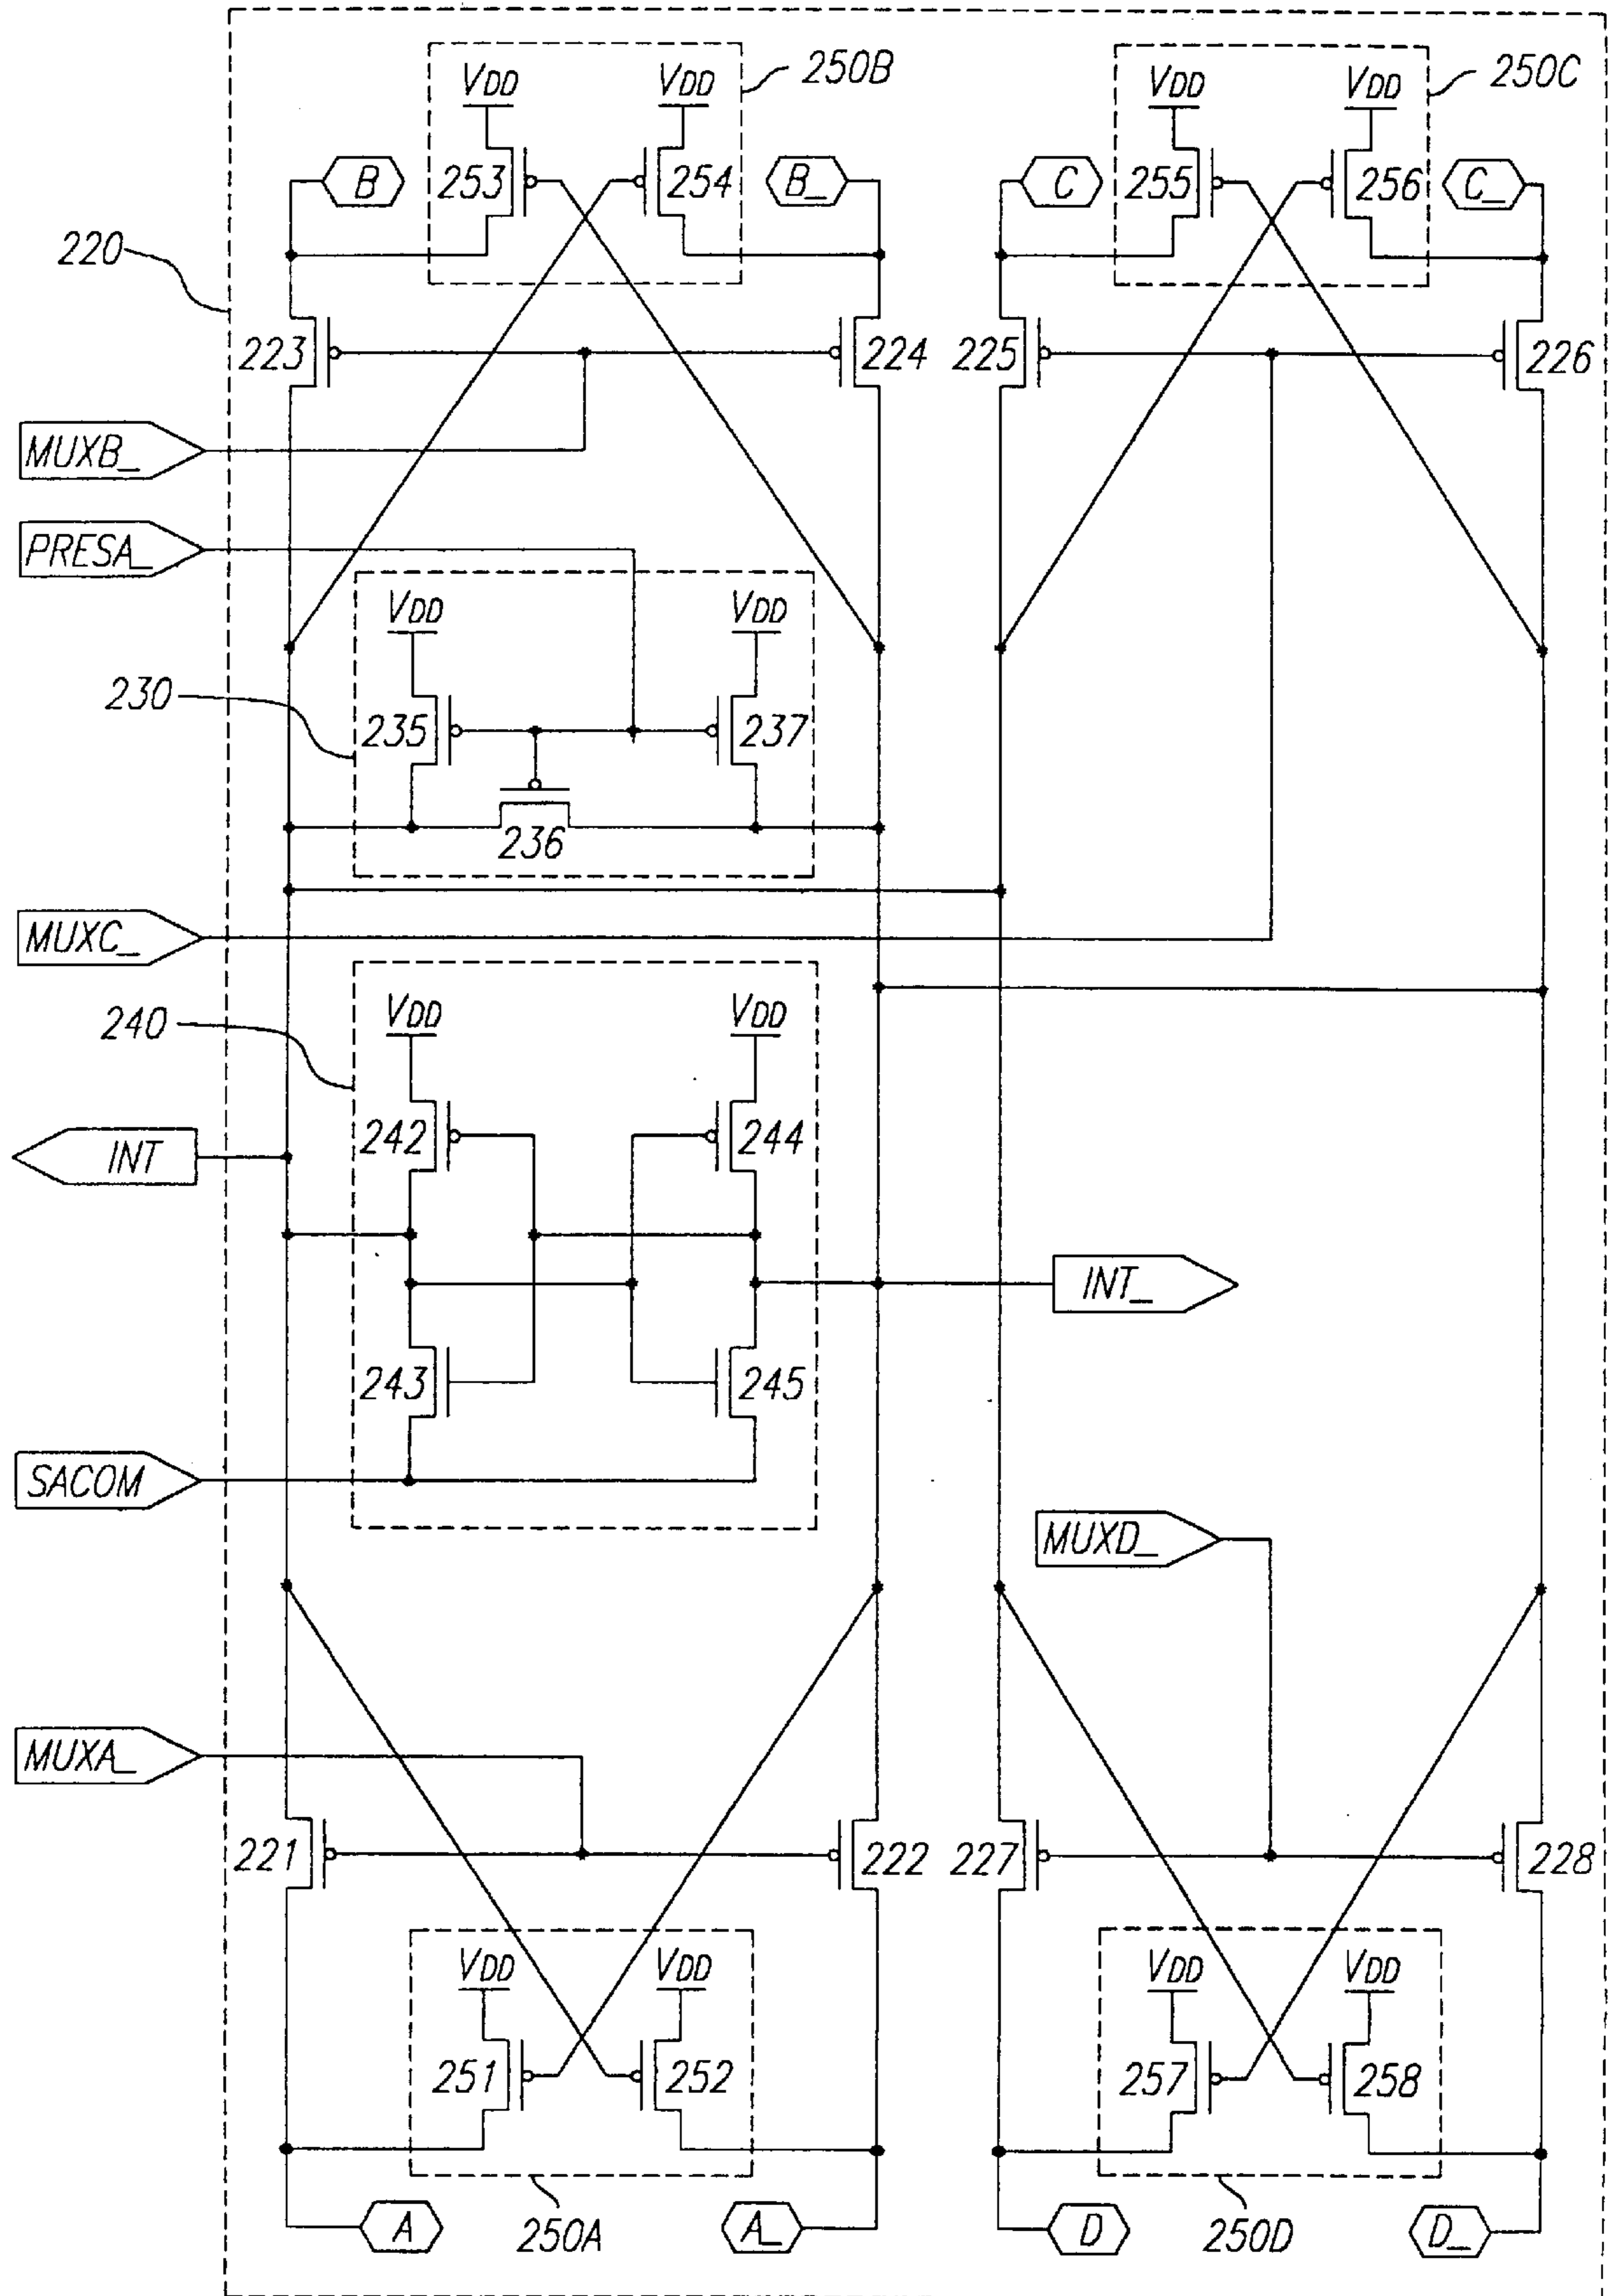 VDD
VDD
250B
VDD
VDD
250C
B
253
254
B_
C
255
256
C_
220
223
224
225
226
MUXB_
PRESA_
VDD
VDD
230
235
237
236
MUXC_
240
VDD
VDD
242
244
INT
INT_
243
245
SACOM
MUXD_
MUXA_
221
222
227
228
VDD
VDD
VDD
VDD
251
252
257
258
A
250A
A_
D
250D
D_